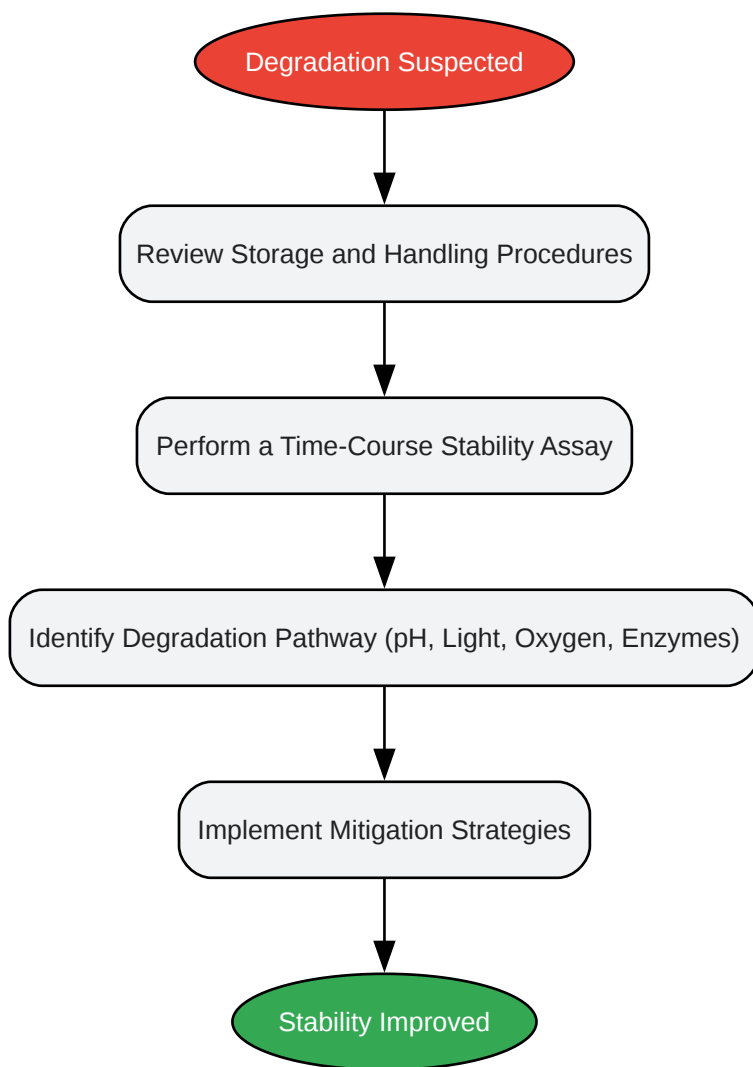 Degradation Suspected
Review Storage and Handling Procedures
Perform a Time-Course Stability Assay
Identify Degradation Pathway (pH, Light, Oxygen, Enzymes)
Implement Mitigation Strategies
Stability Improved